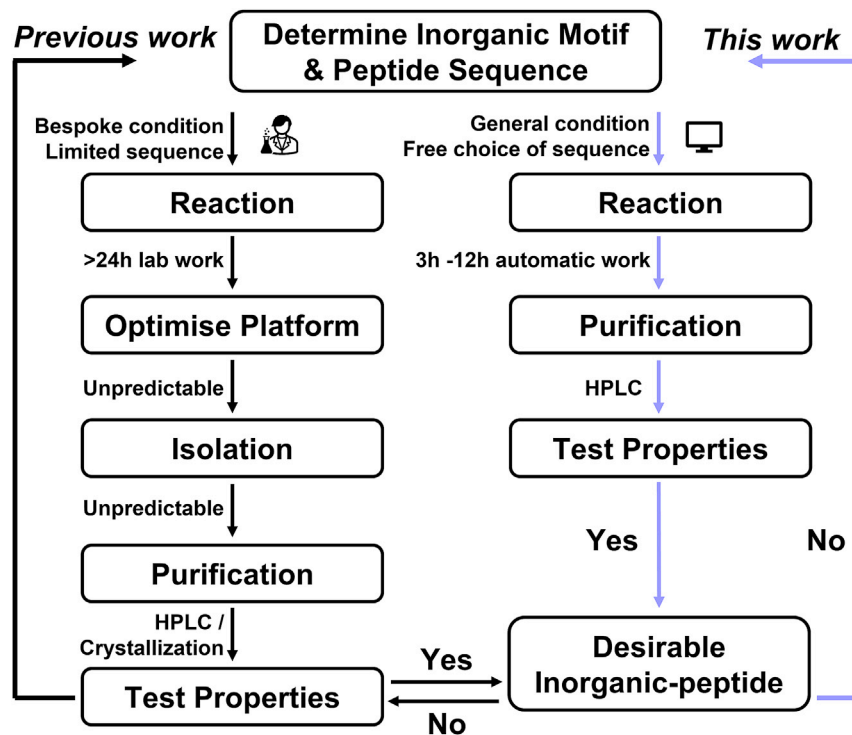 Previous work
Determine Inorganic Motif
& Peptide Sequence
This work
Bespoke condition
Limited sequence
General condition
Free choice of sequence
Reaction
Reaction
>24h lab work
3h -12h automatic work
Optimise Platform
Purification
Unpredictable
HPLC
Isolation
Test Properties
Unpredictable
Yes
No
Purification
HPLC /
Crystallization
Desirable
Inorganic-peptide
Yes
Test Properties
No